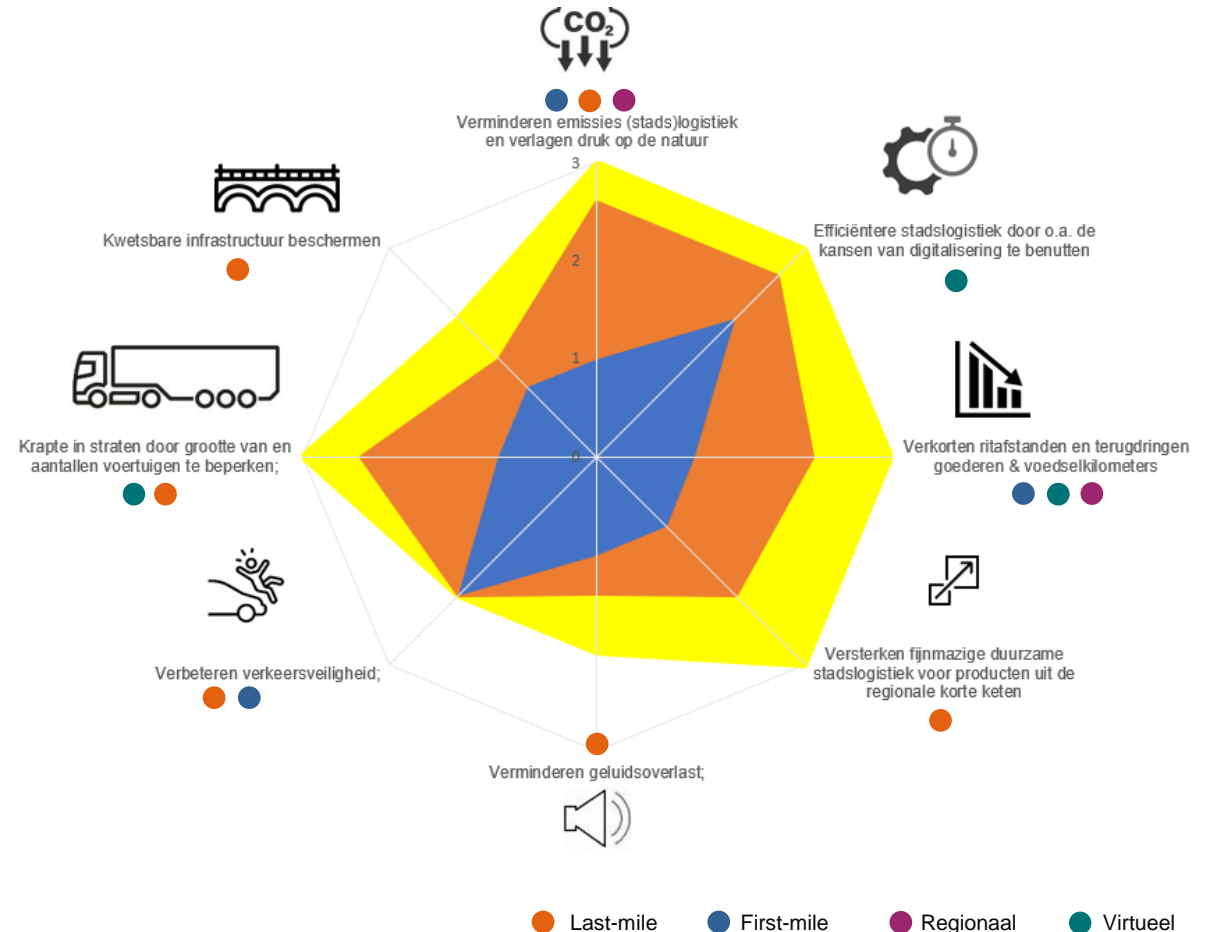 CO2
Verminderen emissies (stads)logistiek
en verlagen druk op de natuur
3
2
1
0
Efficiëntere stadslogistiek door o.a. de
kansen van digitalisering te benutten
Verkorten ritafstanden en terugdringen
goederen & voedselkilometers
Versterken fijnmazige duurzame
stadslogistiek voor producten uit de
regionale korte keten
Verminderen geluidsoverlast;
Verbeteren verkeersveiligheid;
Krapte in straten door grootte van en
aantallen voertuigen te beperken;
Kwetsbare infrastructuur beschermen
Last-mile
First-mile
Regionaal
Virtueel